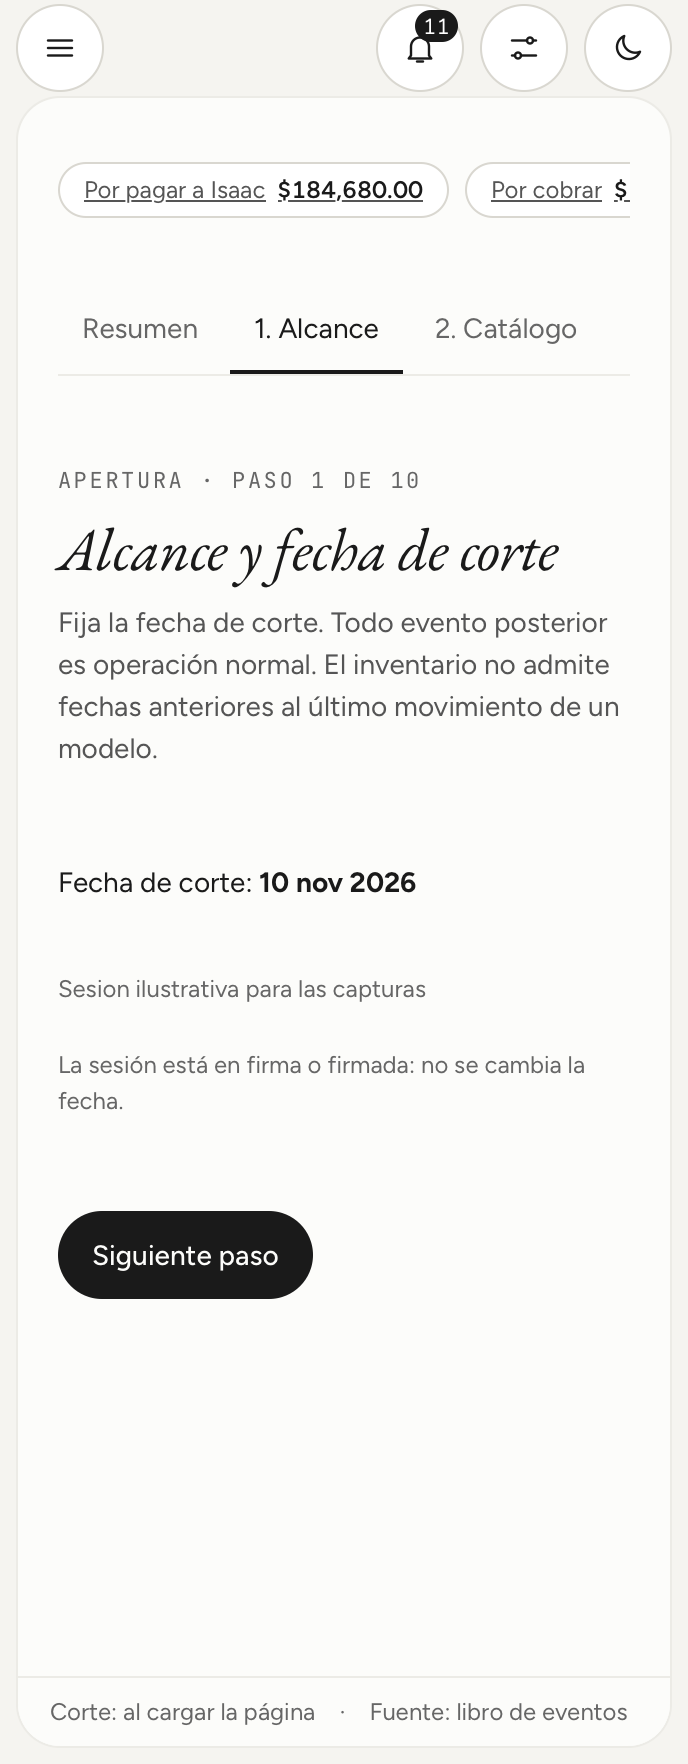 11
Por pagar a Isaac $184,680.00 Por cobrar $
Resumen 1. Alcance 2. Catálogo
APERTURA · PASO 1 DE 10
Alcance y fecha de corte
Fija la fecha de corte. Todo evento posterior
es operación normal. El inventario no admite
fechas anteriores al último movimiento de un
modelo.
Fecha de corte: 10 nov 2026
Sesion ilustrativa para las capturas
La sesión está en firma o firmada: no se cambia la
fecha.
Siguiente paso
Corte: al cargar la página · Fuente: libro de eventos